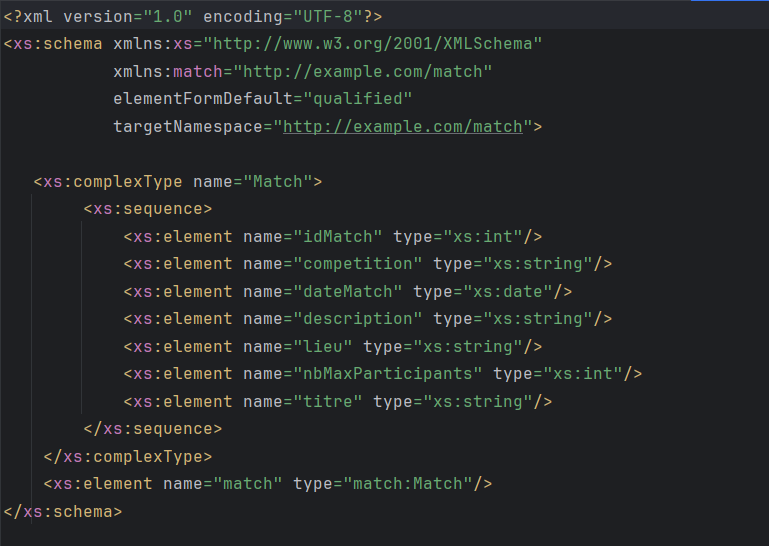 <?xml version="1.0" encoding="UTF-8"?>
<xs:schema xmlns:xs="http://www.w3.org/2001/XMLSchema"
           xmlns:match="http://example.com/match"
           elementFormDefault="qualified"
           targetNamespace="http://example.com/match">

   <xs:complexType name="Match">
        <xs:sequence>
            <xs:element name="idMatch" type="xs:int"/>
            <xs:element name="competition" type="xs:string"/>
            <xs:element name="dateMatch" type="xs:date"/>
            <xs:element name="description" type="xs:string"/>
            <xs:element name="lieu" type="xs:string"/>
            <xs:element name="nbMaxParticipants" type="xs:int"/>
            <xs:element name="titre" type="xs:string"/>
        </xs:sequence>
    </xs:complexType>
    <xs:element name="match" type="match:Match"/>
</xs:schema>